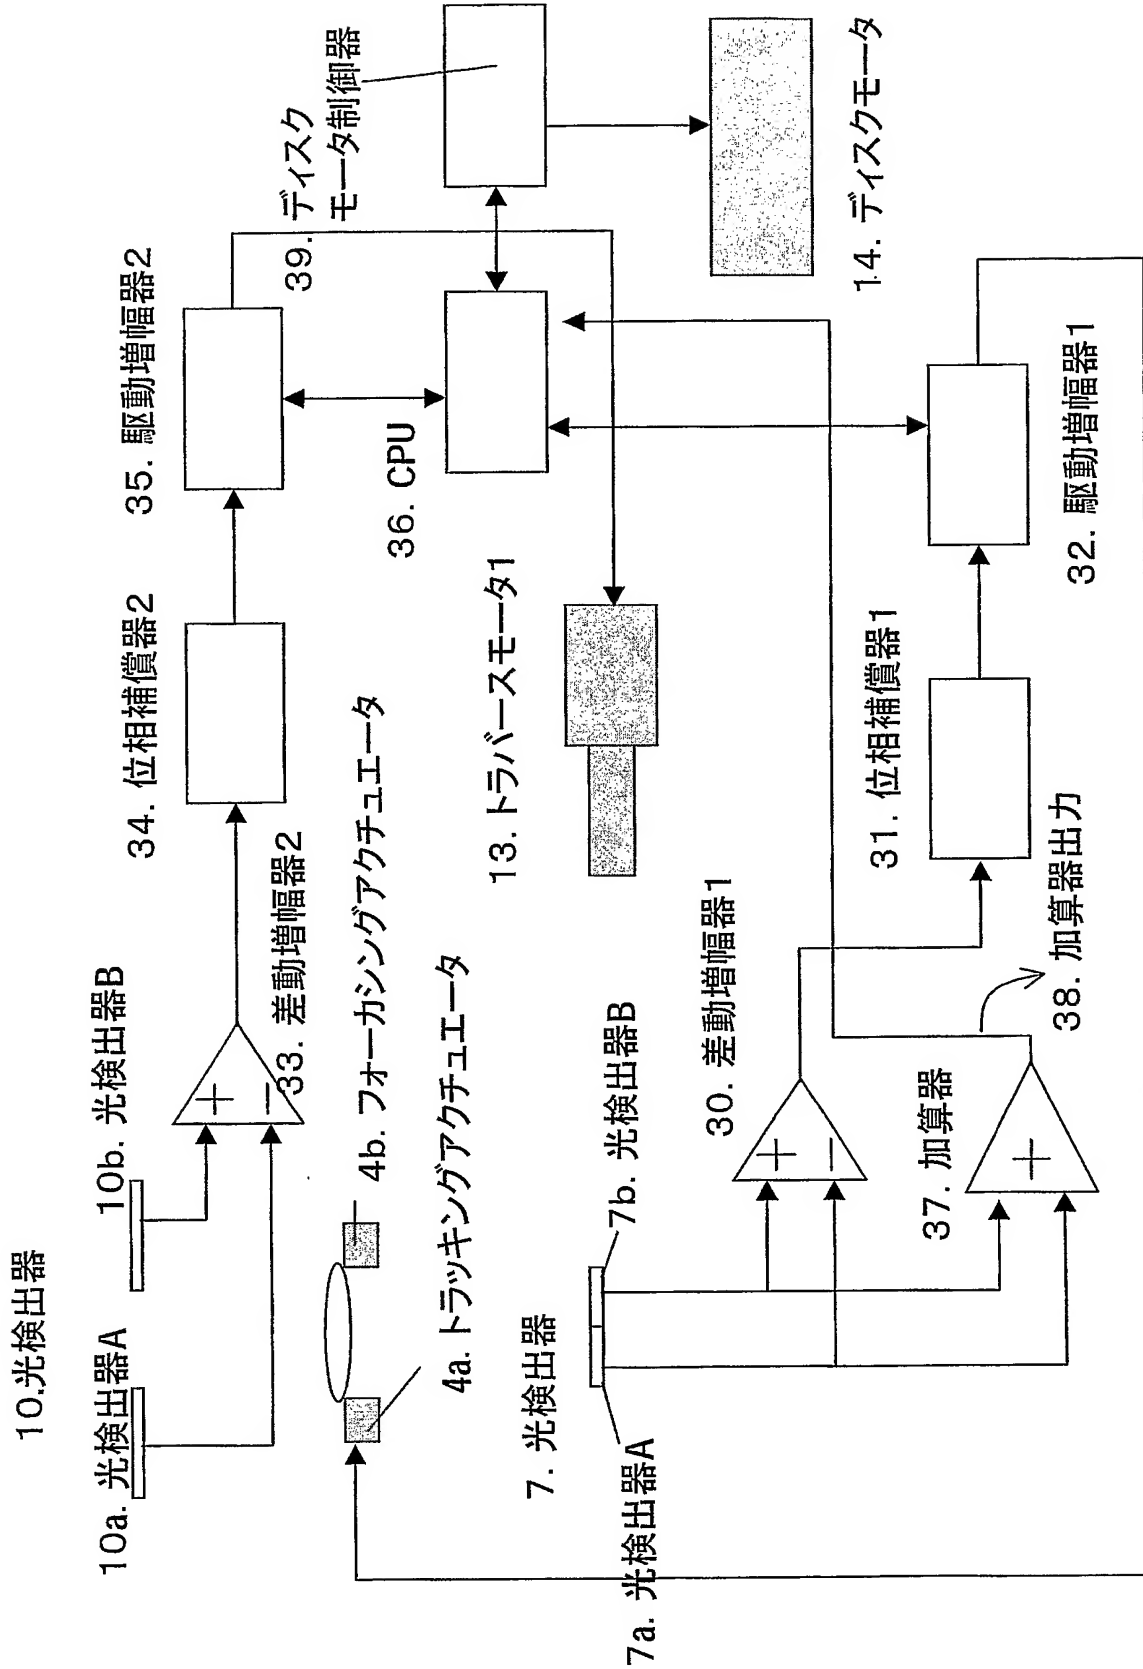 10.光検出器
10a. 光検出器A
10b. 光検出器B
33. 差動増幅器2
34. 位相補償器2
35. 駆動増幅器2
39. ディスク
モータ制御器
36. CPU
4b. フォーカシングアクチュエータ
4a. トラッキングアクチュエータ
13. トラバースモータ1
14. ディスクモータ
7. 光検出器
7a. 光検出器A
7b. 光検出器B
30. 差動増幅器1
31. 位相補償器1
32. 駆動増幅器1
37. 加算器
38. 加算器出力
+
−
+
−
+